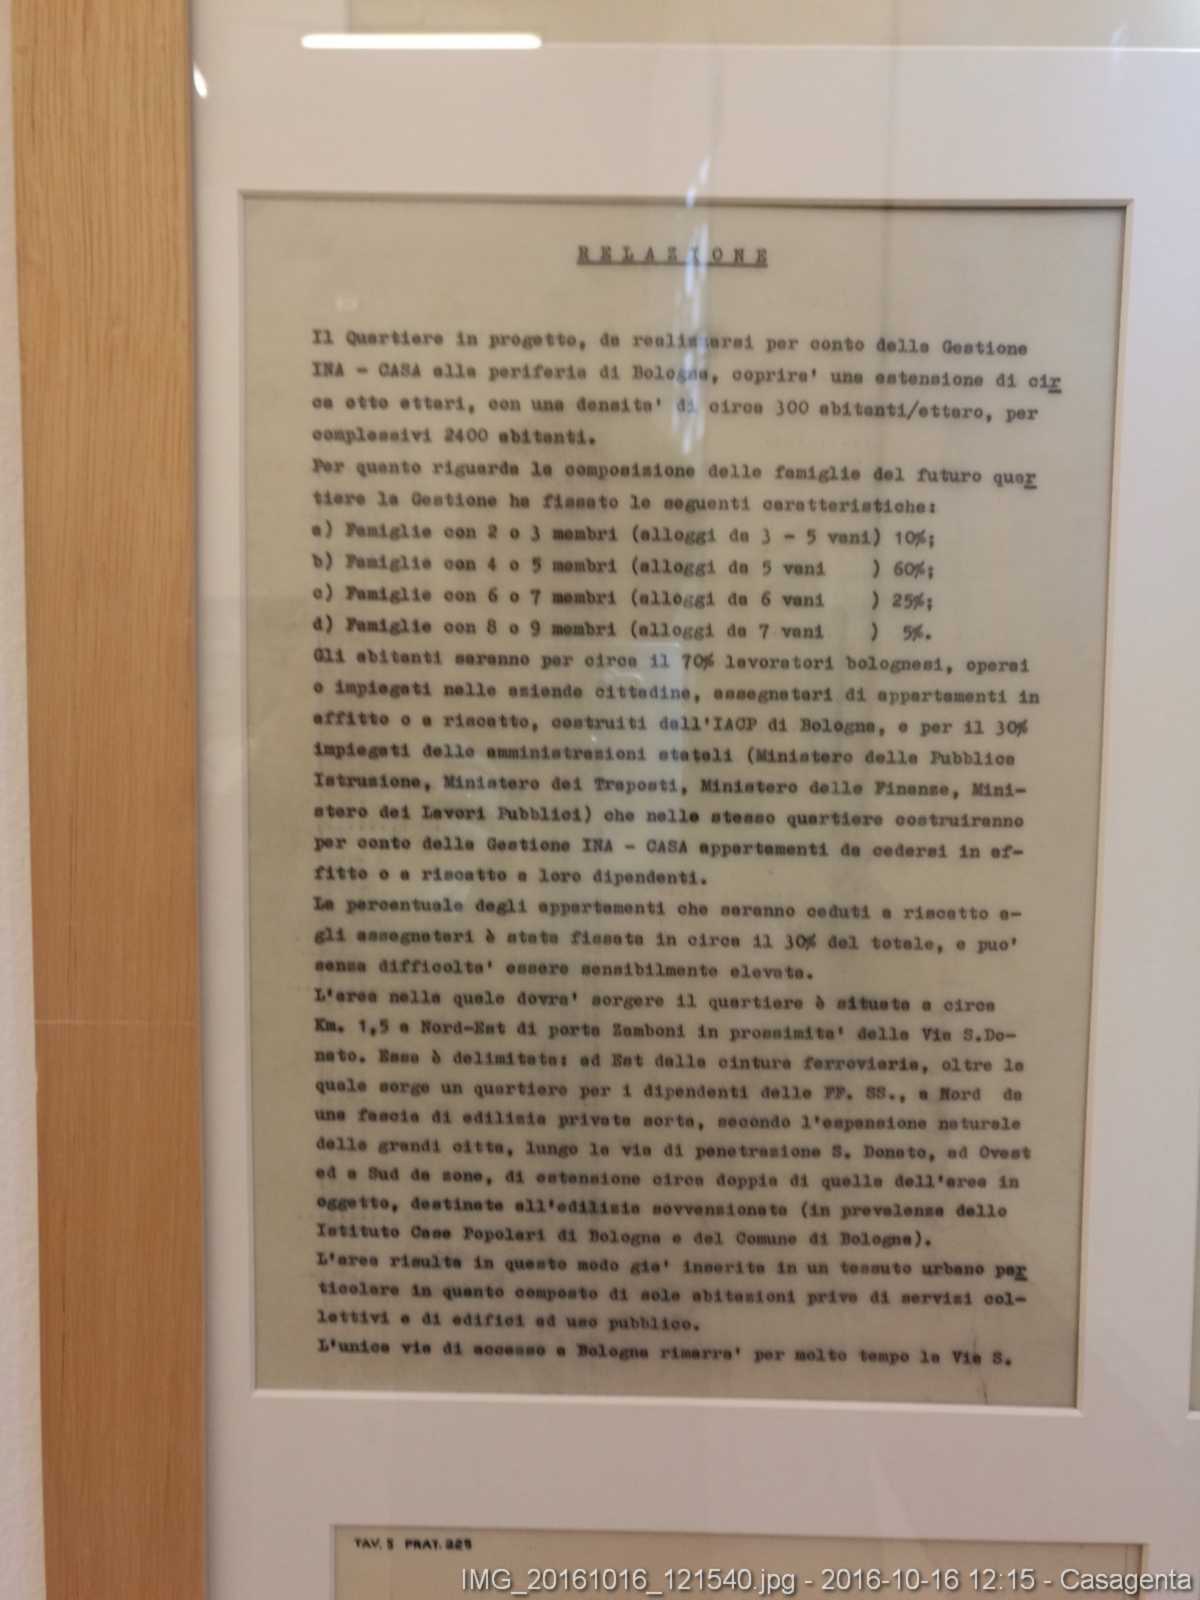 RELAZIONE
Il Quartiere in progetto, da realizzarsi per conto della Gestione
INA - CASA alla periferia di Bologna, coprira' una estensione di cir
ca otto ettari, con una densita' di circa 300 abitanti/ettaro, per
complessivi 2400 abitanti.
Per quanto riguarda la composizione delle famiglie del futuro quar
tiere la Gestione ha fissato le seguenti caratteristiche:
a) Famiglie con 2 o 3 membri (alloggi da 3 - 5 vani) 10%;
b) Famiglie con 4 o 5 membri (alloggi da 5 vani ) 60%;
c) Famiglie con 6 o 7 membri (alloggi da 6 vani ) 25%;
d) Famiglie con 8 o 9 membri (alloggi da 7 vani ) 5%.
Gli abitanti saranno per circa il 70% lavoratori bolognesi, operai
o impiegati nelle aziende cittadine, assegnatari di appartamenti in
affitto o a riscatto, costruiti dall'IACP di Bologna, e per il 30%
impiegati delle amministrazioni statali (Ministero della Pubblica
Istruzione, Ministero dei Traposti, Ministero delle Finanze, Mini-
stero dei Lavori Pubblici) che nello stesso quartiere costruiranno
per conto della Gestione INA - CASA appartamenti da cedersi in af-
fitto o a riscatto a loro dipendenti.
La percentuale degli appartamenti che saranno ceduti a riscatto a-
gli assegnatari è stata fissata in circa il 30% del totale, e puo'
senza difficolta' essere sensibilmente elevata.
L'area nella quale dovra' sorgere il quartiere è situata a circa
Km. 1,5 a Nord-Est di porta Zamboni in prossimita' della Via S.Do-
nato. Essa è delimitata: ad Est dalla cintura ferroviaria, oltre la
quale sorge un quartiere per i dipendenti delle FF. SS., a Nord da
una fascia di edilizia privata sorta, secondo l'espansione naturale
delle grandi citta, lungo la via di penetrazione S. Donato, ad Ovest
ed a Sud da zone, di estensione circa doppia di quella dell'area in
oggetto, destinate all'edilizia sovvenzionata (in prevalenza dello
Istituto Case Popolari di Bologna e del Comune di Bologna).
L'area risulta in questo modo gia' inserita in un tessuto urbano par
ticolare in quanto composto di sole abitazioni prive di servizi col-
lettivi e di edifici ad uso pubblico.
L'unica via di accesso a Bologna rimarra' per molto tempo la Via S.
TAV. 5 PRAT. 325
IMG_20161016_121540.jpg - 2016-10-16 12:15 - Casagenta